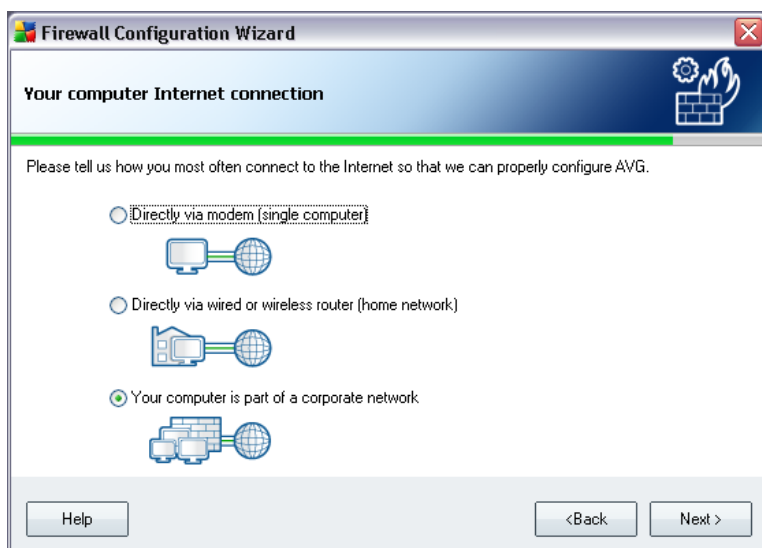 Firewall Configuration Wizard
Your computer Internet connection
Please tell us how you most often connect to the Internet so that we can properly configure AVG.
Directly via modem (single computer)
Directly via wired or wireless router (home network)
Your computer is part of a corporate network
Help
<Back
Next >